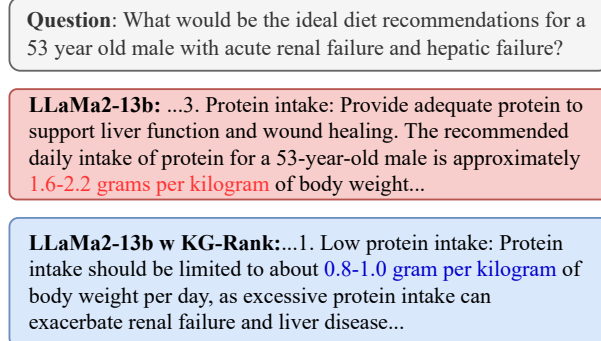 Question: What would be the ideal diet recommendations for a
53 year old male with acute renal failure and hepatic failure?
LLaMa2-13b: ...3. Protein intake: Provide adequate protein to
support liver function and wound healing. The recommended
daily intake of protein for a 53-year-old male is approximately
1.6-2.2 grams per kilogram of body weight...
LLaMa2-13b w KG-Rank:...1. Low protein intake: Protein
intake should be limited to about 0.8-1.0 gram per kilogram of
body weight per day, as excessive protein intake can
exacerbate renal failure and liver disease...